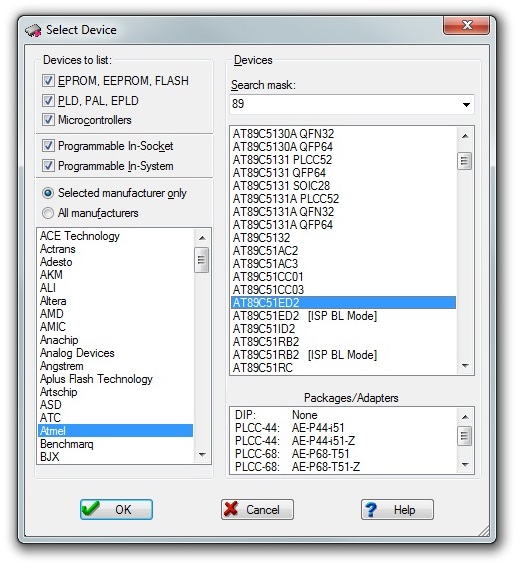 Select Device
Devices to list:
EPROM, EEPROM, FLASH
PLD, PAL, EPLD
Microcontrollers
Programmable In-Socket
Programmable In-System
Selected manufacturer only
All manufacturers
ACE Technology
Actrans
Adesto
AKM
ALI
Altera
AMD
AMIC
Anachip
Analog Devices
Angstrem
Aplus Flash Technology
Artschip
ASD
ATC
Atmel
Benchmarq
BJX
Devices
Search mask:
89
AT89C5130A QFN32
AT89C5130A QFP64
AT89C5131 PLCC52
AT89C5131 QFP64
AT89C5131 SOIC28
AT89C5131A PLCC52
AT89C5131A QFN32
AT89C5131A QFP64
AT89C5132
AT89C51AC2
AT89C51AC3
AT89C51CC01
AT89C51CC03
AT89C51ED2
AT89C51ED2 [ISP BL Mode]
AT89C51ID2
AT89C51RB2
AT89C51RB2 [ISP BL Mode]
AT89C51RC
Packages/Adapters
DIP: None
PLCC-44: AE-P44-i51
PLCC-44: AE-P44-i51-Z
PLCC-68: AE-P68-T51
PLCC-68: AE-P68-T51-Z
OK
Cancel
Help